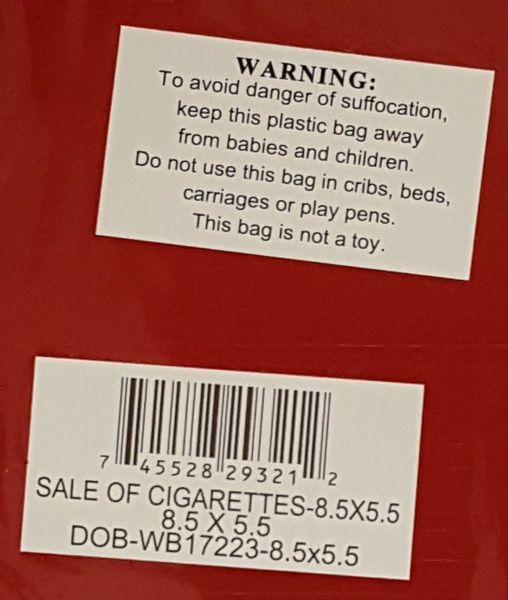 WARNING:
To avoid danger of suffocation,
keep this plastic bag away
from babies and children.
Do not use this bag in cribs, beds,
carriages or play pens.
This bag is not a toy.
7 45528 29321 2
SALE OF CIGARETTES-8.5X5.5
8.5 X 5.5
DOB-WB17223-8.5x5.5